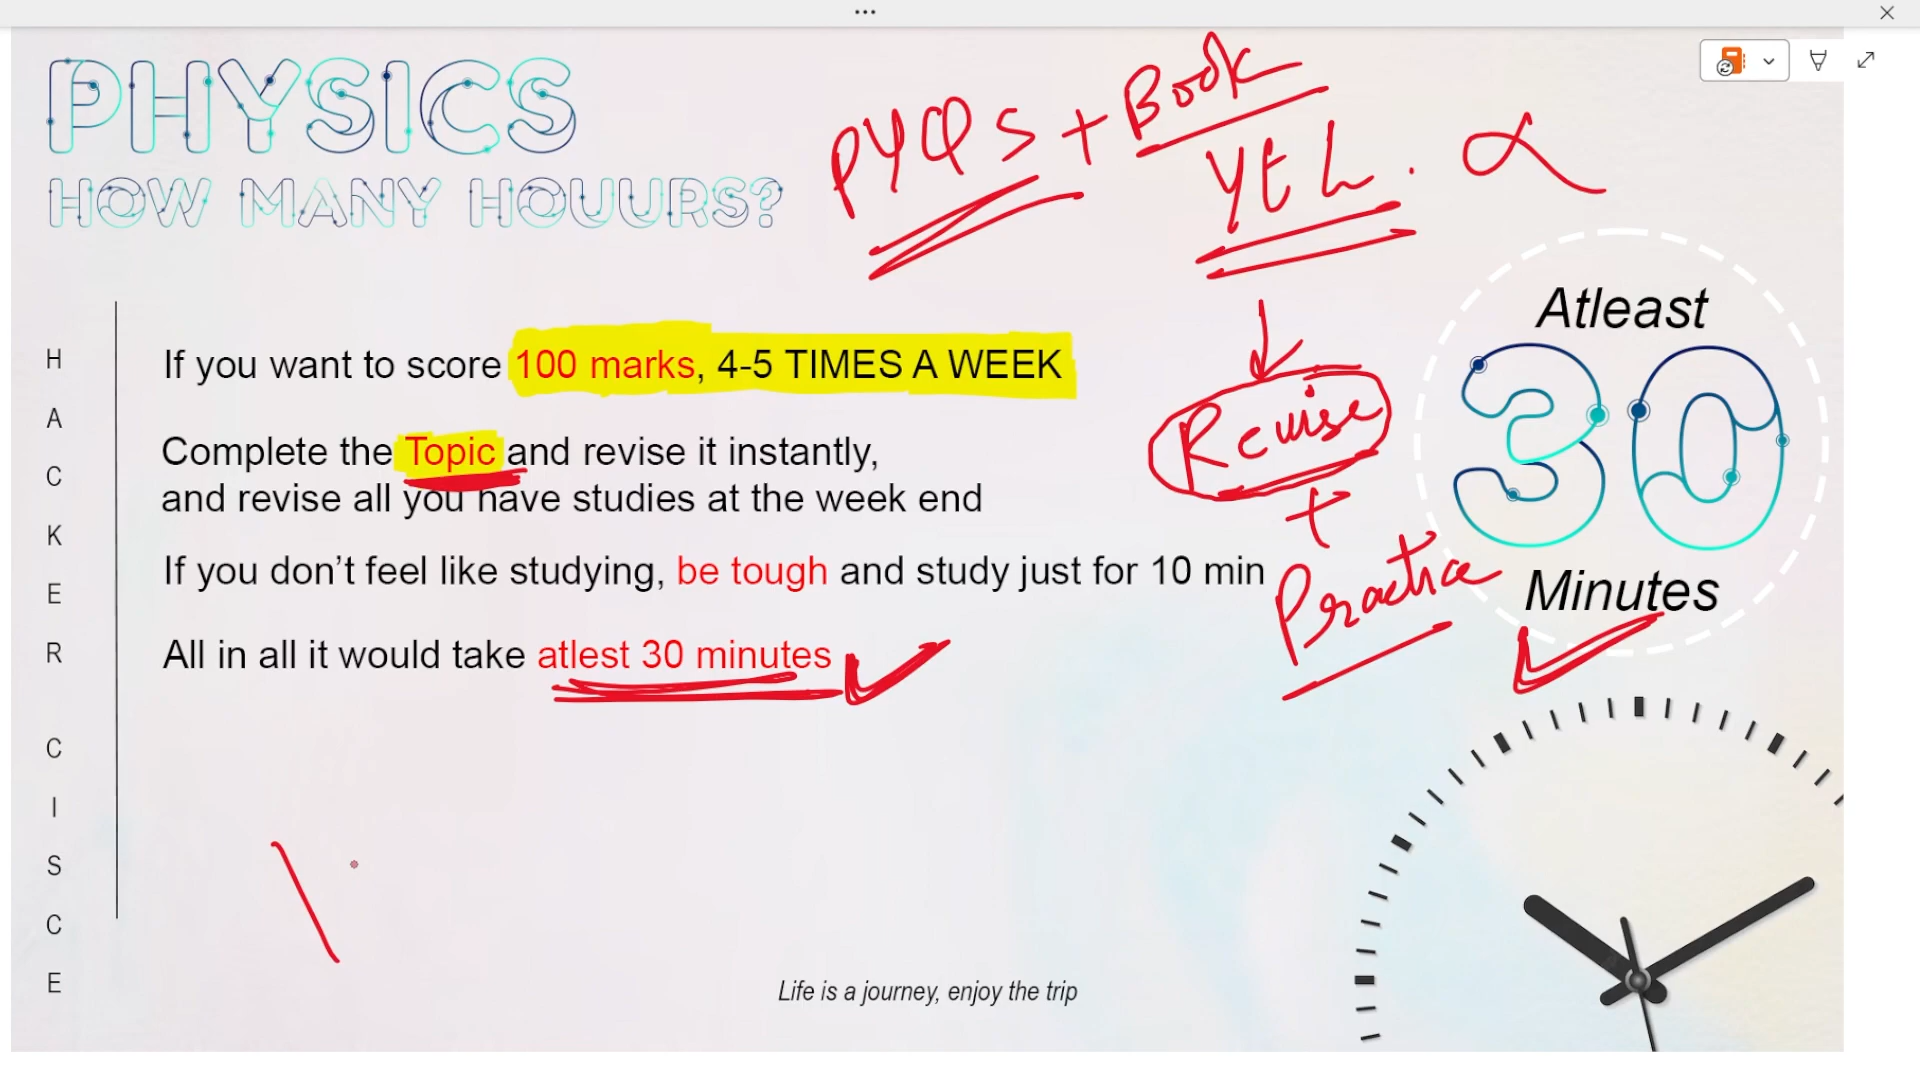 PHYSICS
HOW MANY HOUURS?
PYQs + Book
Yt L.
Atleast
30
Minutes
If you want to score 100 marks, 4-5 TIMES A WEEK
Complete the Topic and revise it instantly,
and revise all you have studies at the week end
If you don’t feel like studying, be tough and study just for 10 min
All in all it would take atlest 30 minutes
Revise
+
Practice
HACKER CISCE
Life is a journey, enjoy the trip